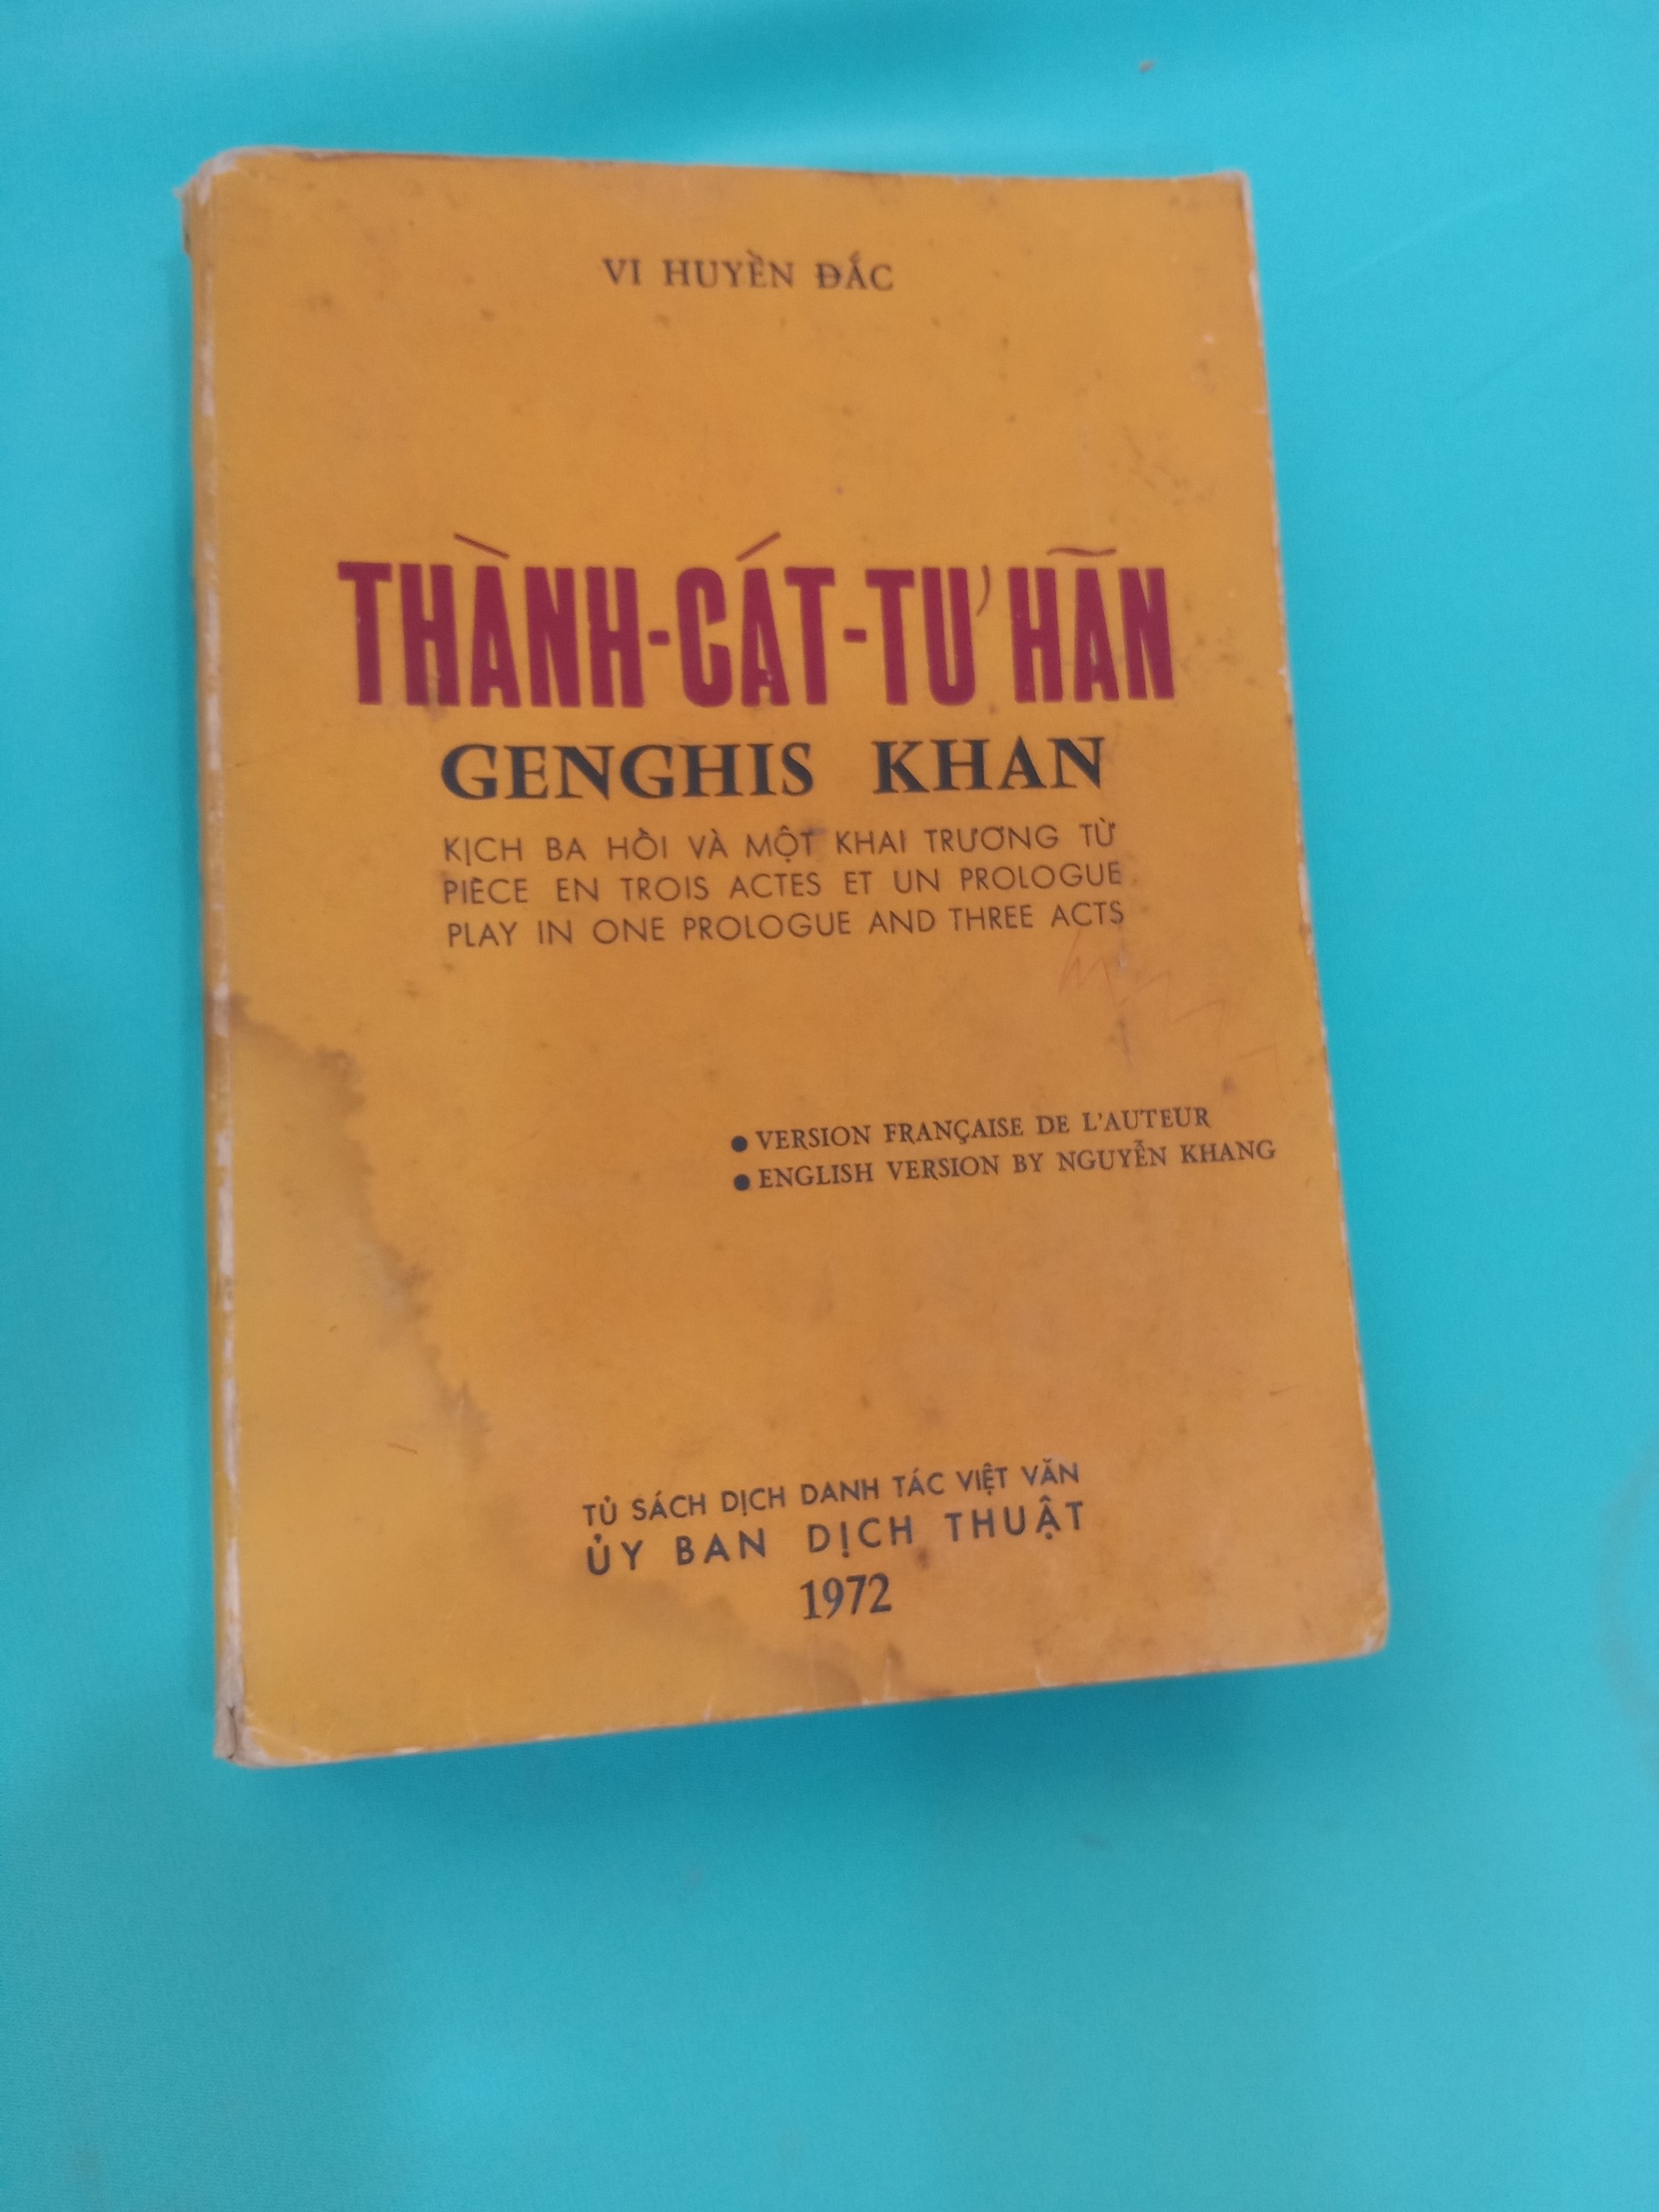 VI HUYỀN ĐẮC
THÀNH-CÁT-TƯ HÃN
GENGHIS KHAN
KỊCH BA HỒI VÀ MỘT KHAI TRƯƠNG TỪ
PIÈCE EN TROIS ACTES ET UN PROLOGUE
PLAY IN ONE PROLOGUE AND THREE ACTS
● VERSION FRANÇAISE DE L'AUTEUR
● ENGLISH VERSION BY NGUYỄN KHANG
TỦ SÁCH DỊCH DANH TÁC VIỆT VĂN
ỦY BAN DỊCH THUẬT
1972